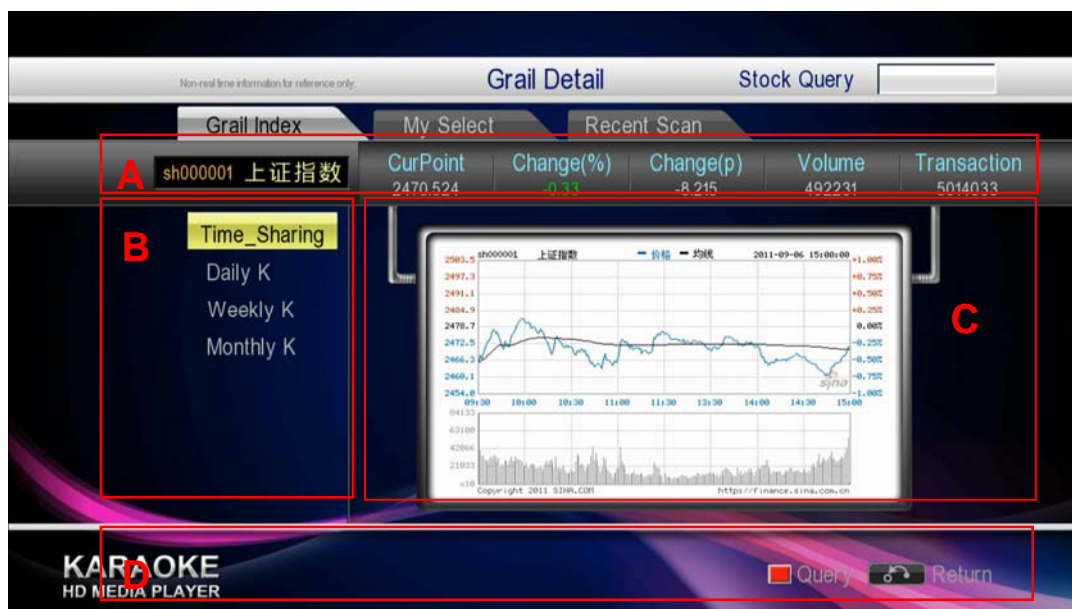 Non-real time information for reference only.
Grail Detail
Stock Query
Grail Index
My Select
Recent Scan
A
sh000001 上证指数
CurPoint
Change(%)
Change(p)
Volume
Transaction
2470.524
-0.33
-8.215
492231
5014033
B
Time_Sharing
Daily K
Weekly K
Monthly K
C
sh000001 上证指数 价格 均线 2011-09-06 15:00:00
2503.5 +1.00%
2497.3 +0.75%
2491.1 +0.50%
2484.9 +0.25%
2478.7 0.00%
2472.5 -0.25%
2466.3 -0.50%
2460.1 -0.75%
2454.0 -1.00%
sina
09:30 10:00 10:30 11:00 11:30 13:30 14:00 14:30 15:00
84133
63100
42066
21033
x10
Copyright 2011 SINA.COM http://finance.sina.com.cn
D
KARAOKE
HD MEDIA PLAYER
Query
Return